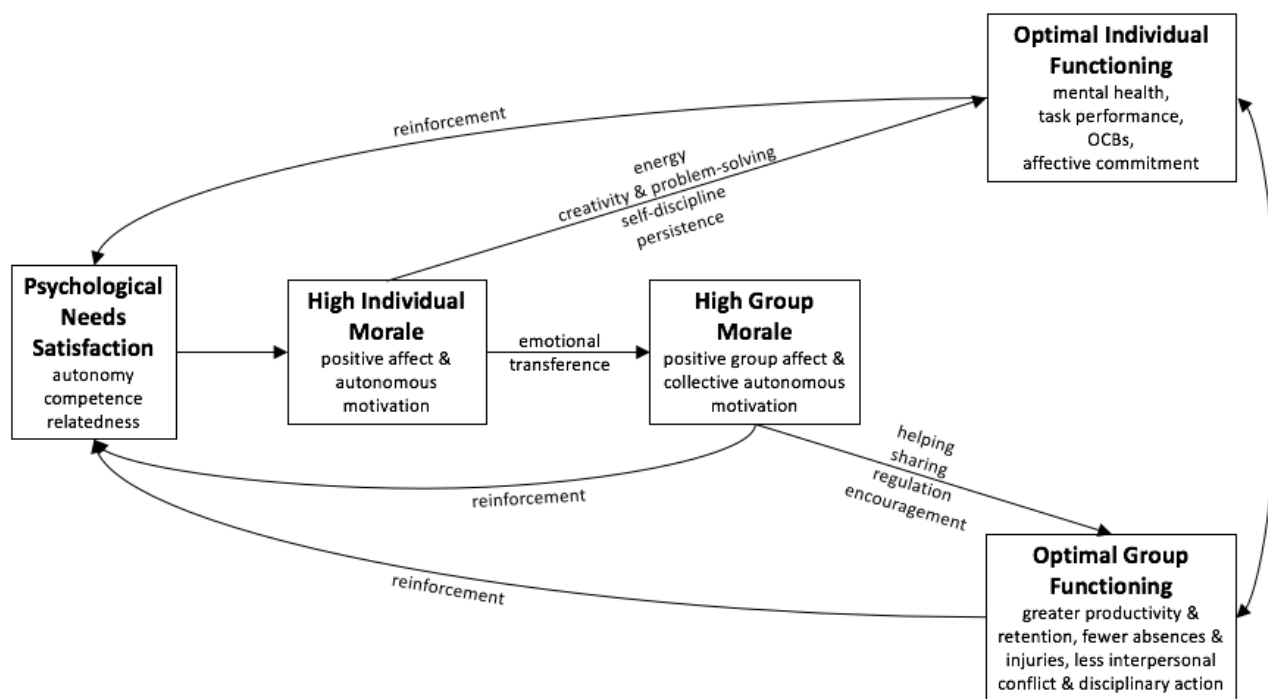 Optimal Individual
Functioning
mental health,
task performance,
OCBs,
affective commitment
reinforcement
energy
creativity & problem-solving
self-discipline
persistence
Psychological
Needs
Satisfaction
autonomy
competence
relatedness
High Individual
Morale
positive affect &
autonomous
motivation
emotional
transference
High Group
Morale
positive group affect &
collective autonomous
motivation
helping
sharing
regulation
encouragement
reinforcement
reinforcement
Optimal Group
Functioning
greater productivity &
retention, fewer absences &
injuries, less interpersonal
conflict & disciplinary action